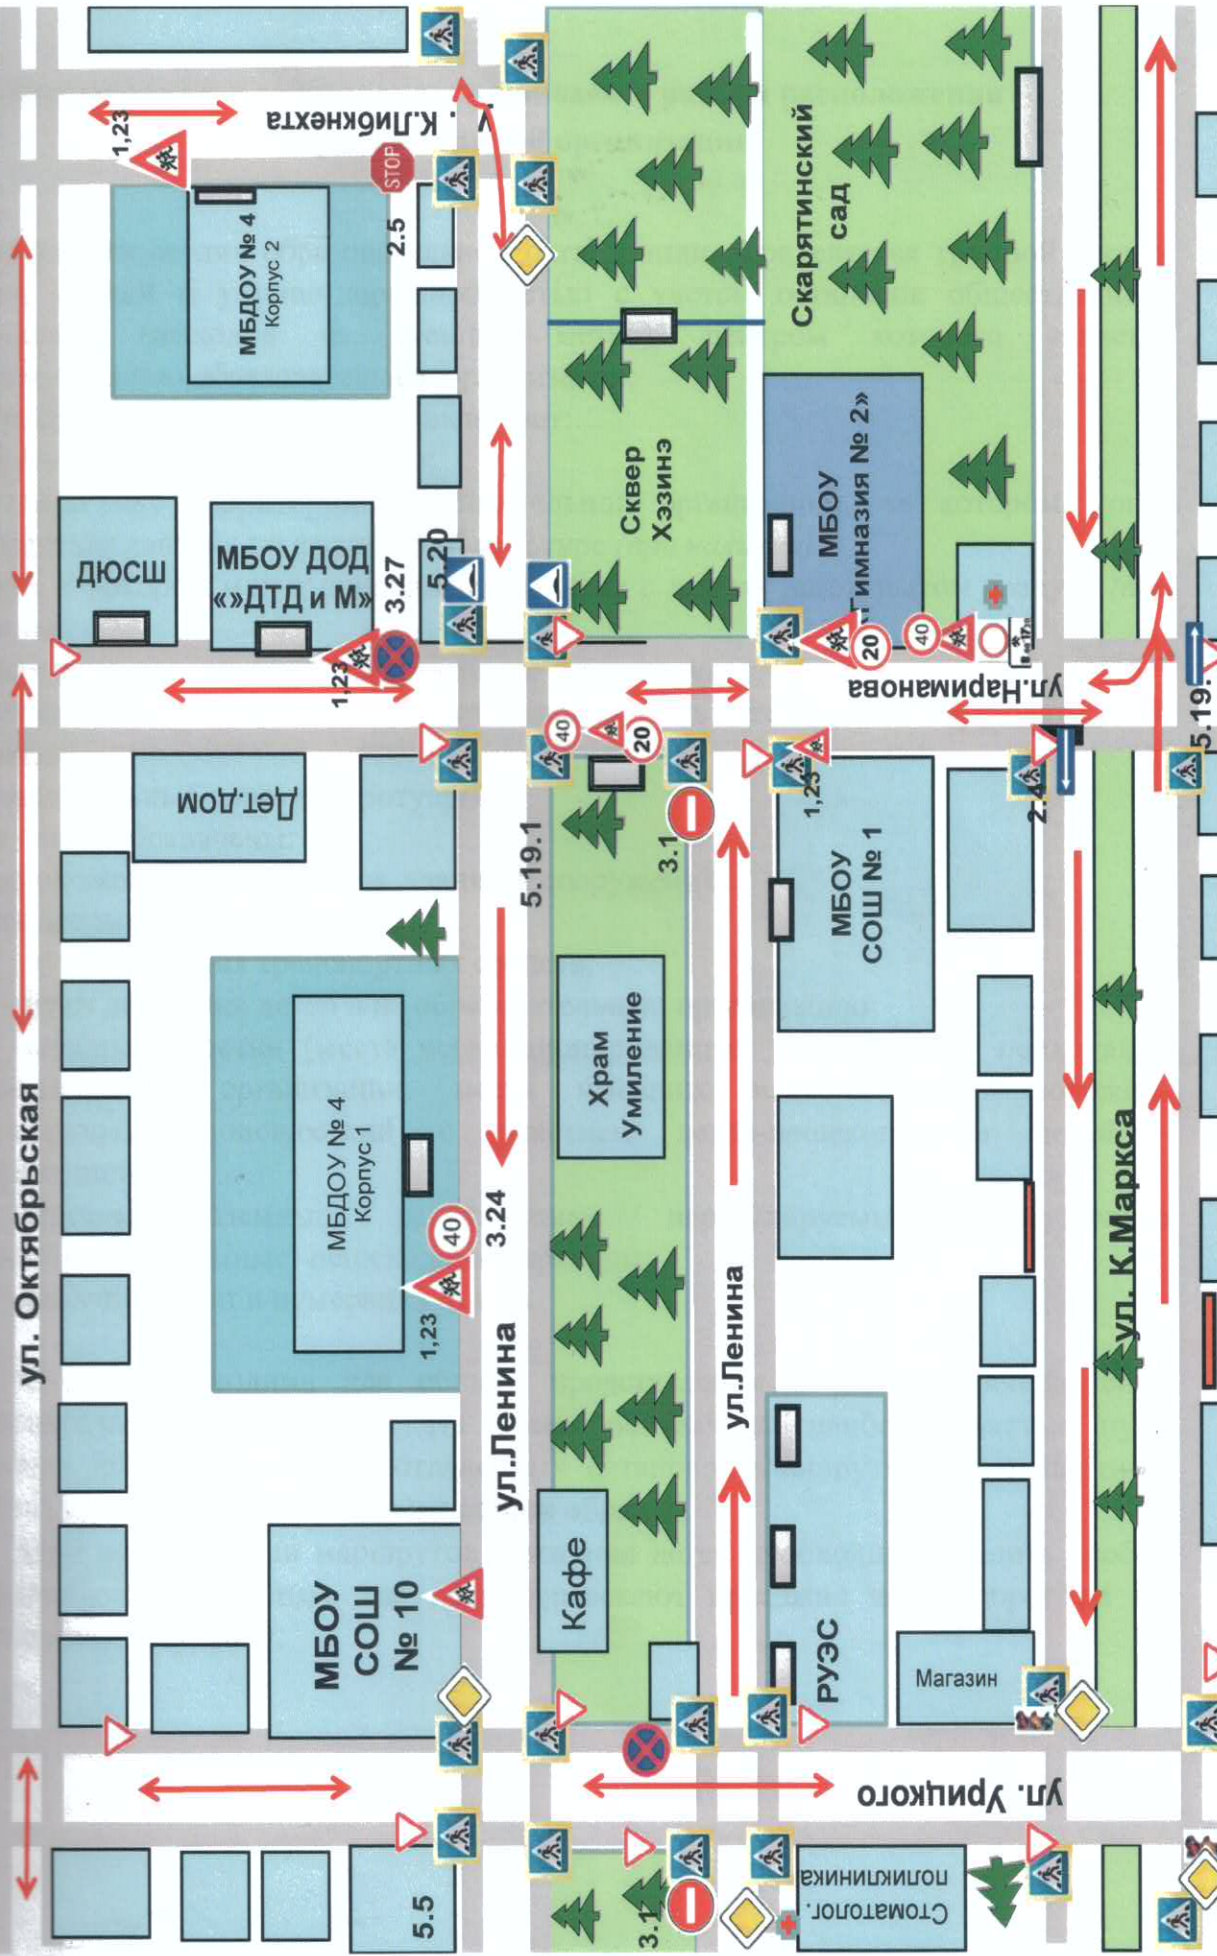 ул. Октябрьская
1,23
К.Либкнехта
STOP
2.5
МБДОУ № 4
Корпус 2
ДЮСШ
МБОУ ДОД
«»ДТД и М»
3.27
5.20
1,23
Дет.дом
МБДОУ № 4
Корпус 1
40
3.24
1,23
МБОУ
СОШ
№ 10
5.5
ул.Ленина
5.19.1
Сквер
Хэзинэ
40
20
3.1
Храм
Умиление
Кафе
3.1
ул.Ленина
Скарятинский
сад
МБОУ
Гимназия № 2»
20
40
ул.Нариманова
1,23
МБОУ
СОШ № 1
2.4
РУЭС
Магазин
ул. Урицкого
Стоматолог.
поликлиника
ул. К.Маркса
5.19.